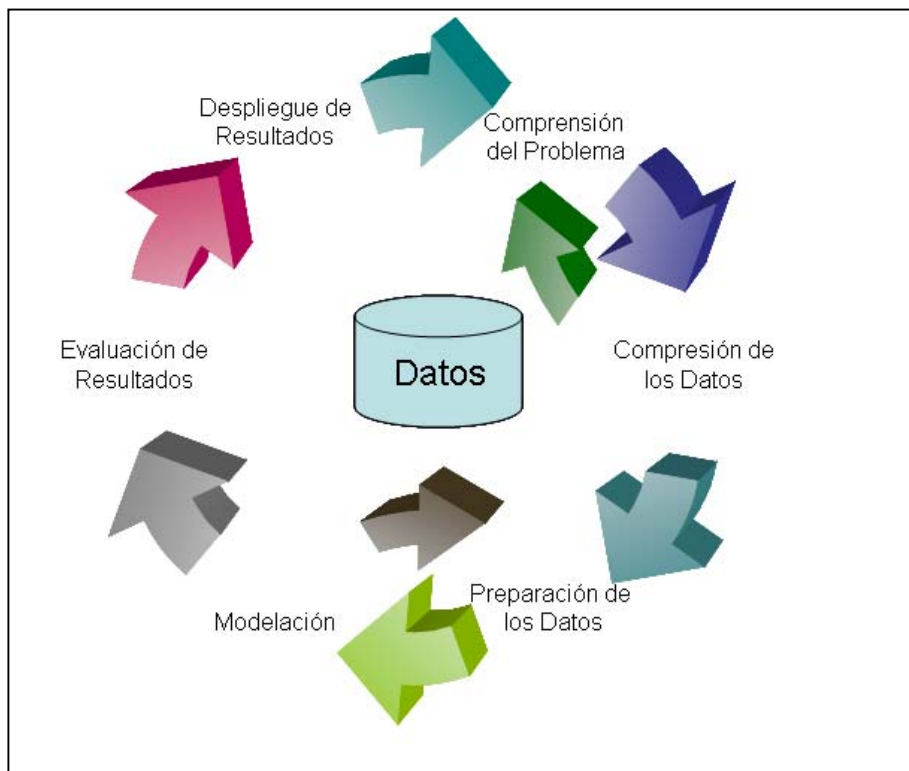 Despliegue de
Resultados
Comprensión
del Problema
Evaluación de
Resultados
Datos
Compresión de
los Datos
Modelación
Preparación de
los Datos